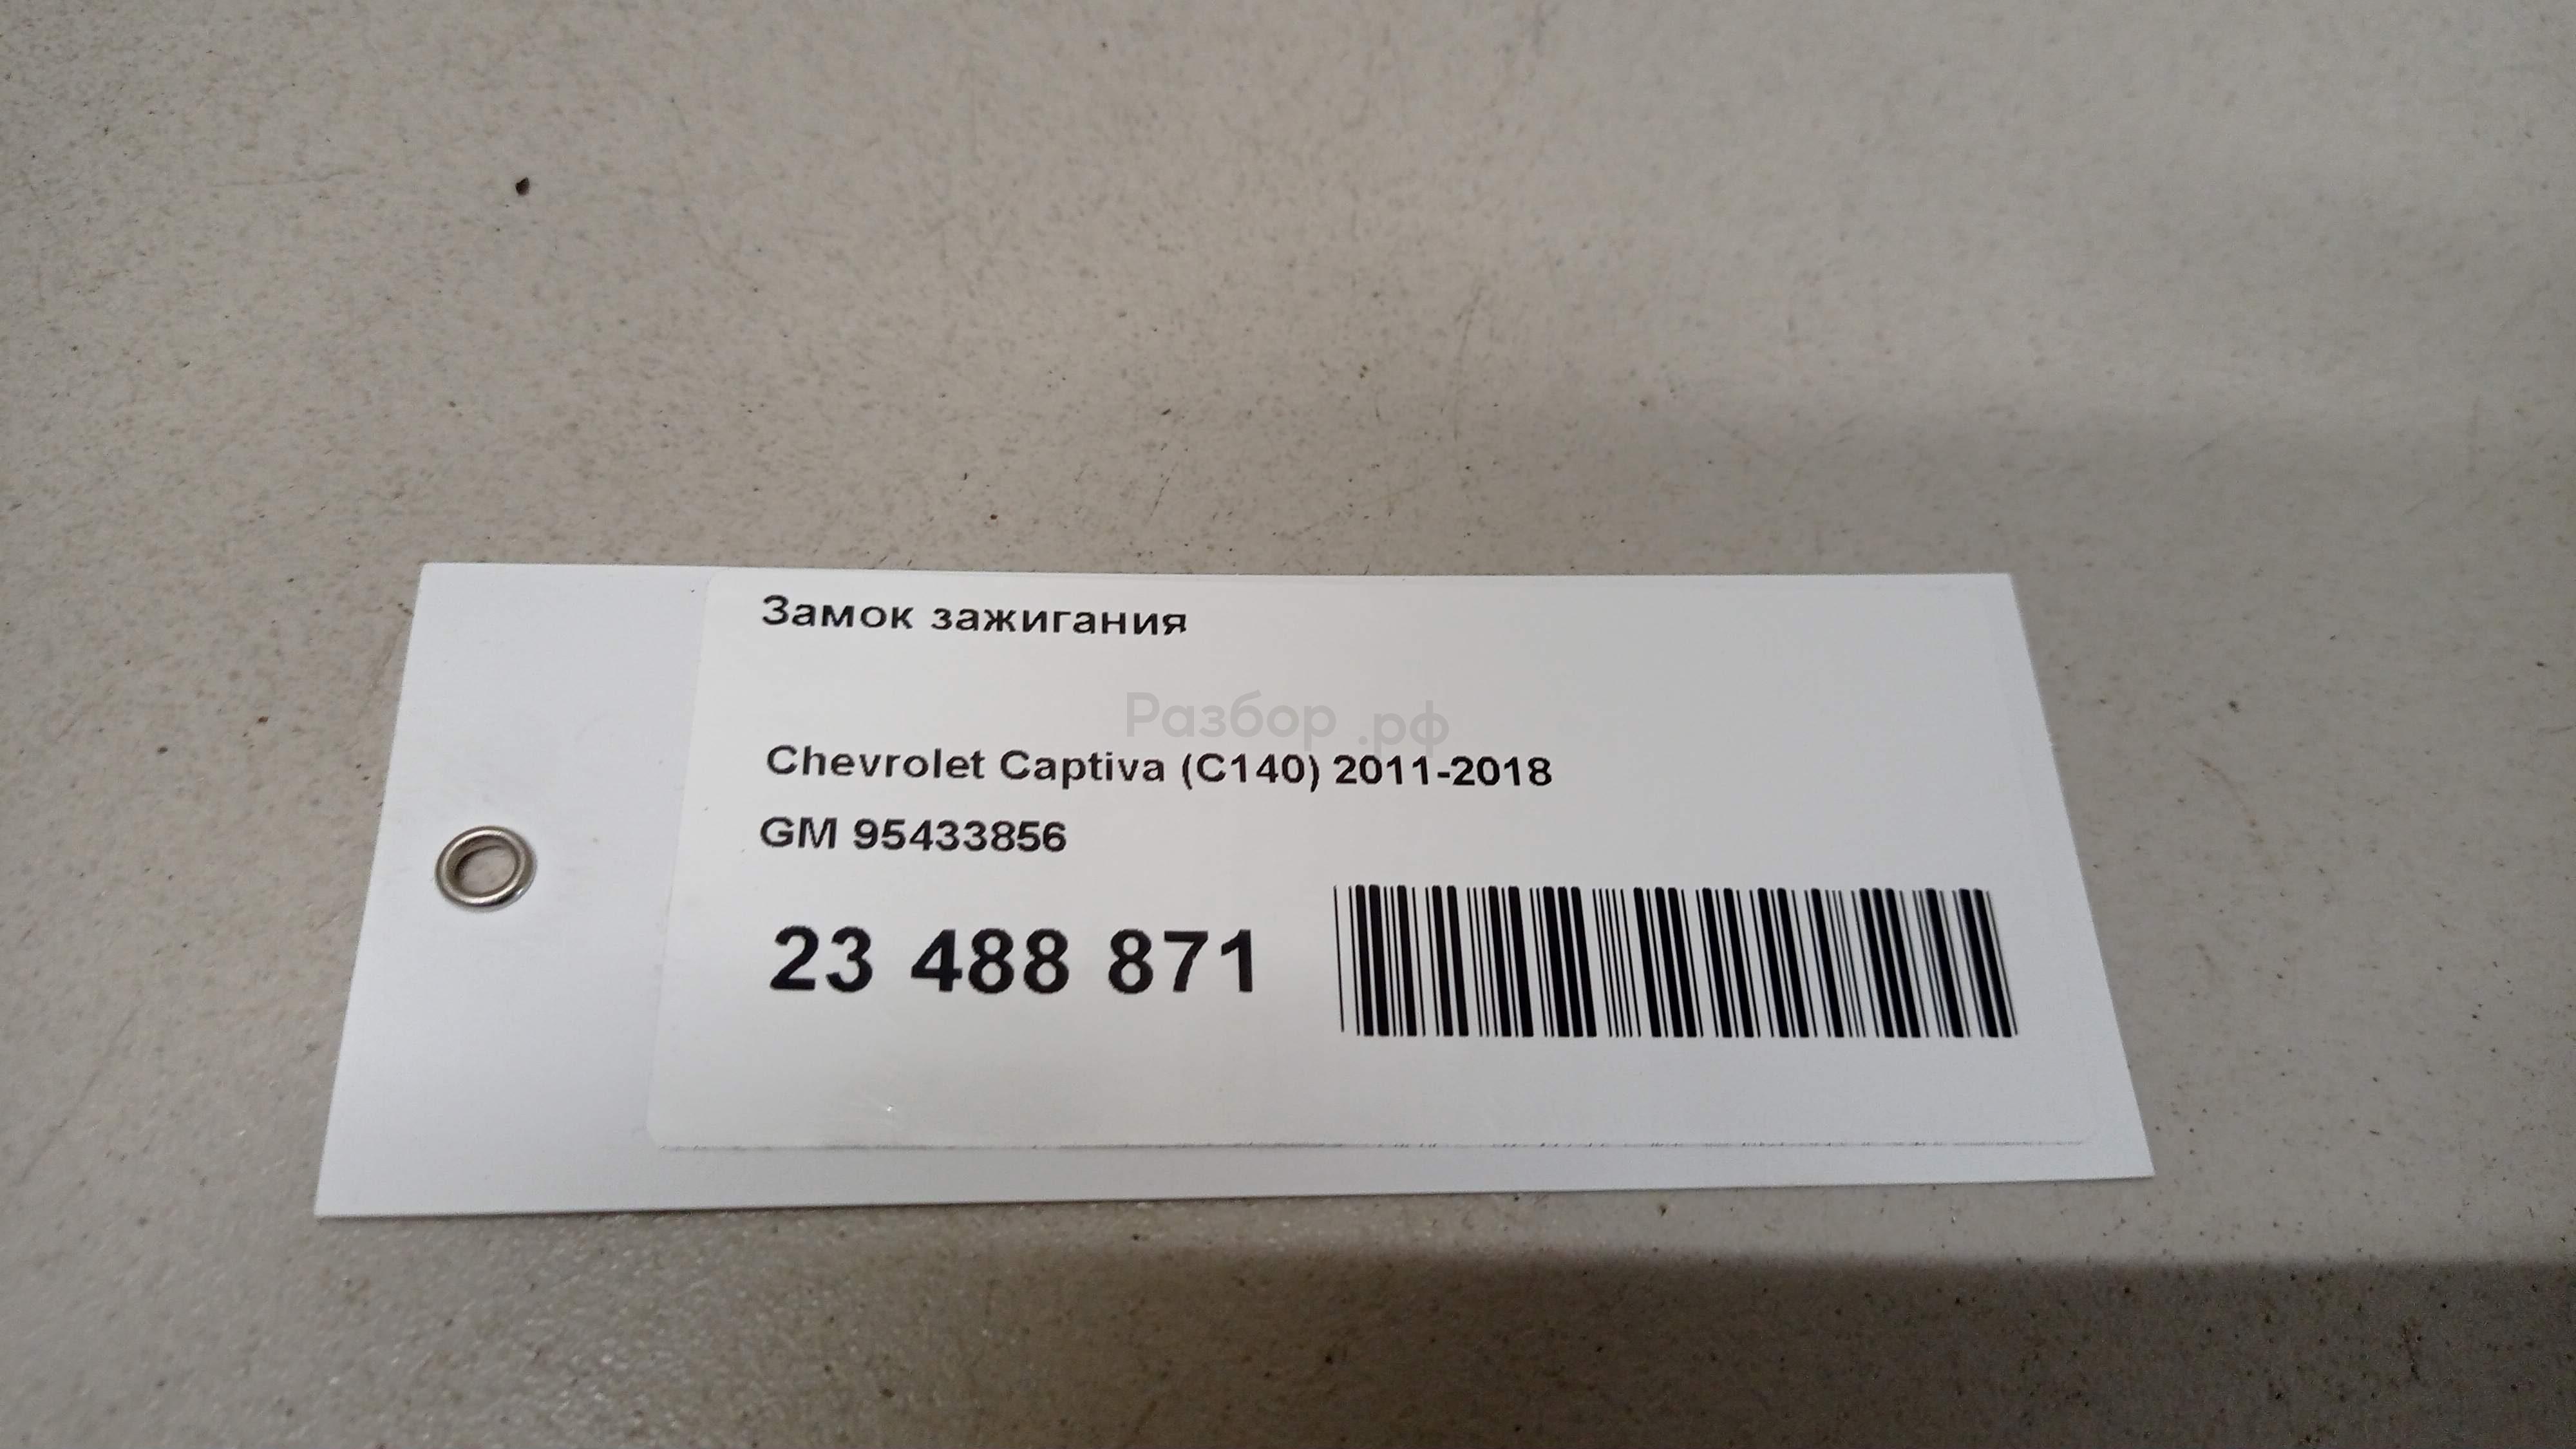 Замок зажигания
Разбор .рф
Chevrolet Captiva (C140) 2011-2018
GM 95433856
23 488 871